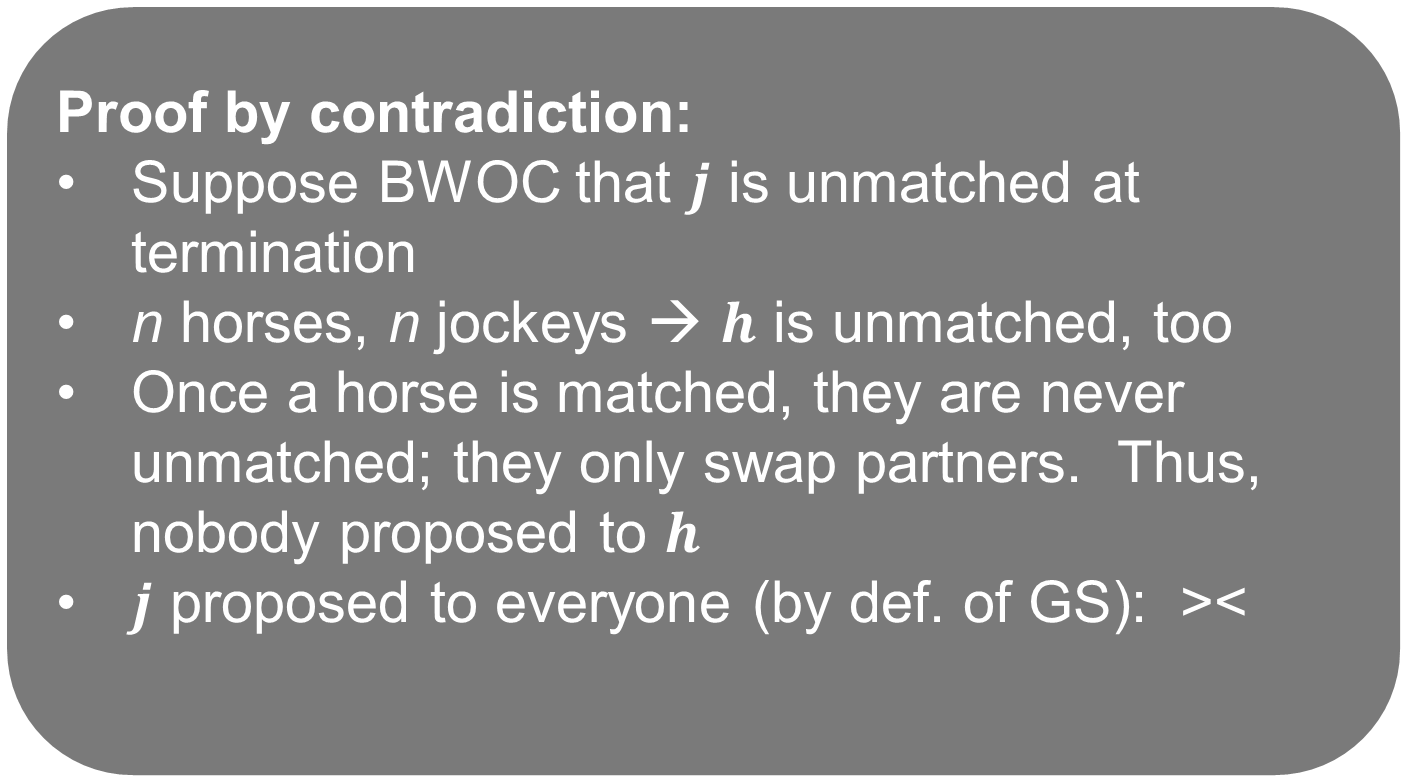 Proof by contradiction:
• Suppose BWOC that j is unmatched at
termination
• n horses, n jockeys → h is unmatched, too
• Once a horse is matched, they are never
unmatched; they only swap partners.  Thus,
nobody proposed to h
• j proposed to everyone (by def. of GS):  ><